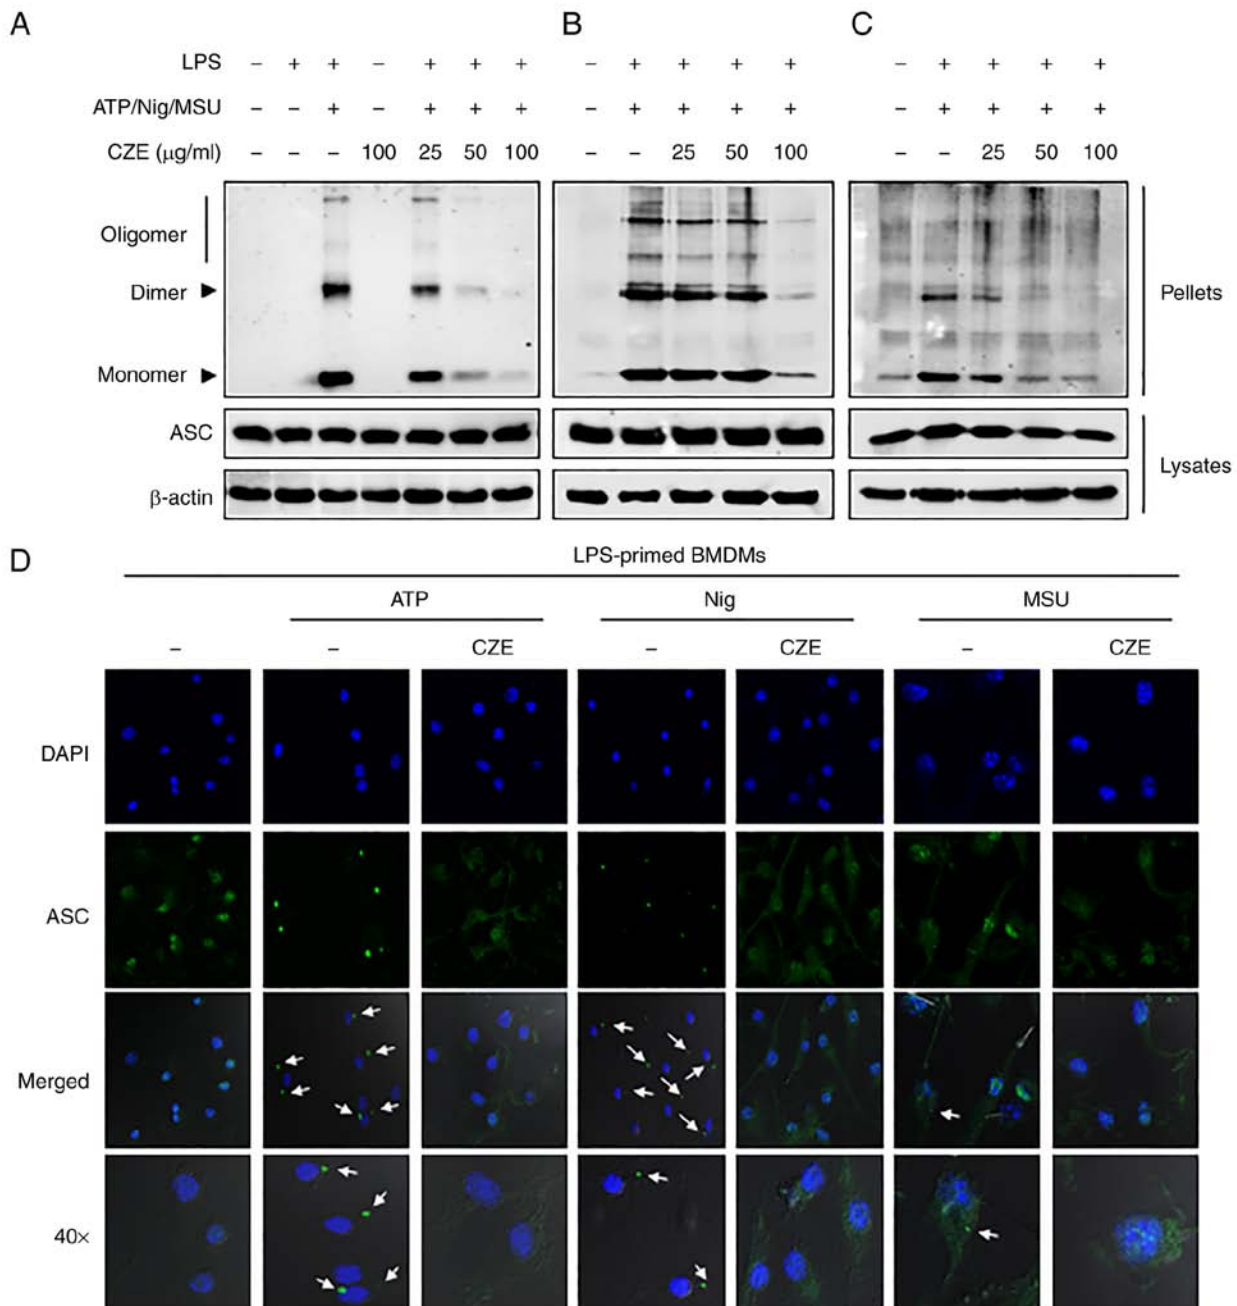 A B C
LPS – + + – + + + – + + + + – + + + +
ATP/Nig/MSU – – + – + + + – + + + + – + + + +
CZE (μg/ml) – – – 100 25 50 100 – – 25 50 100 – – 25 50 100
Oligomer
Dimer
Monomer
Pellets
ASC
β-actin
Lysates
D
LPS-primed BMDMs
ATP Nig MSU
– – CZE – CZE – CZE
DAPI
ASC
Merged
40×